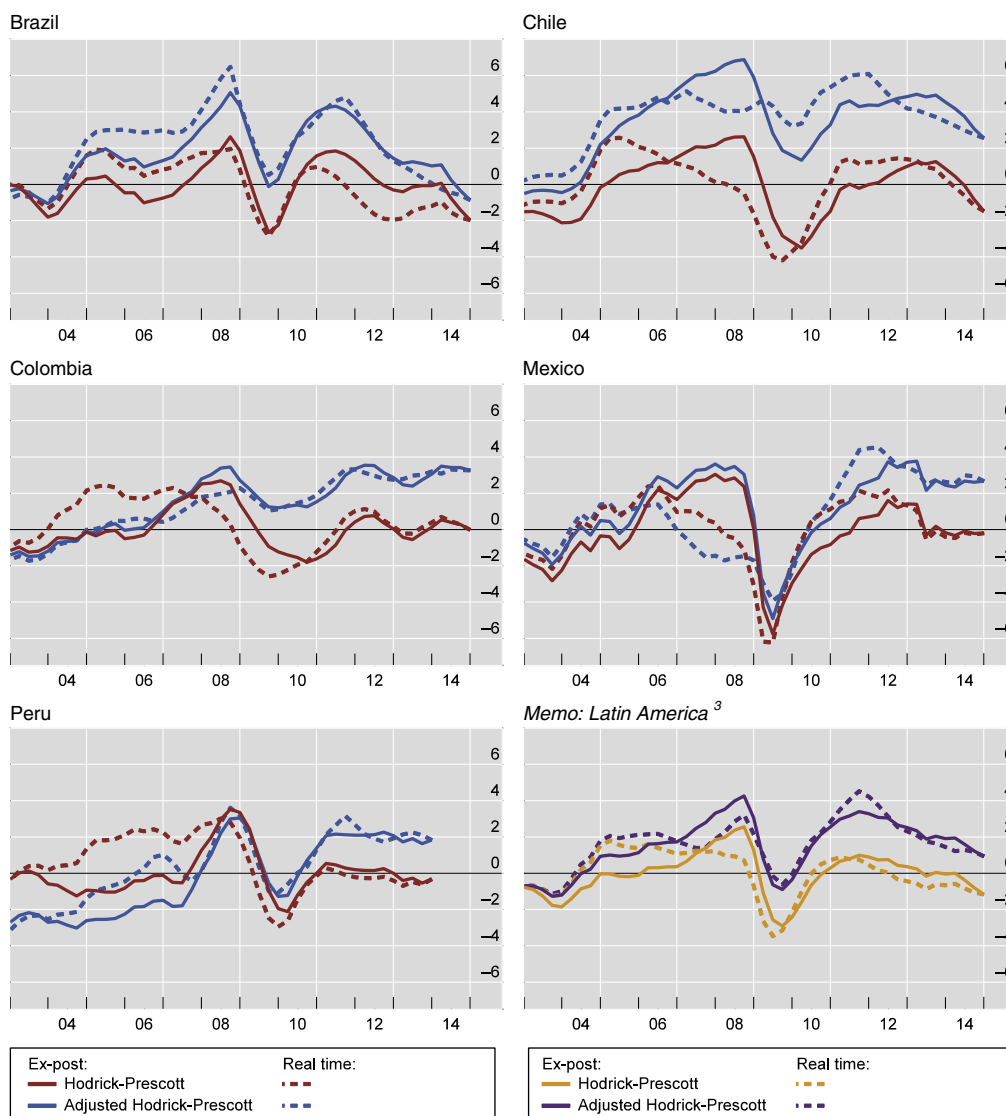 Brazil
6
4
2
0
–2
–4
–6
04 06 08 10 12 14
Chile
04 06 08 10 12 14
Colombia
6
4
2
0
–2
–4
–6
04 06 08 10 12 14
Mexico
04 06 08 10 12 14
Peru
6
4
2
0
–2
–4
–6
04 06 08 10 12 14
Memo: Latin America 3
04 06 08 10 12 14
Ex-post: Real time:
Hodrick-Prescott
Adjusted Hodrick-Prescott
Ex-post: Real time:
Hodrick-Prescott
Adjusted Hodrick-Prescott